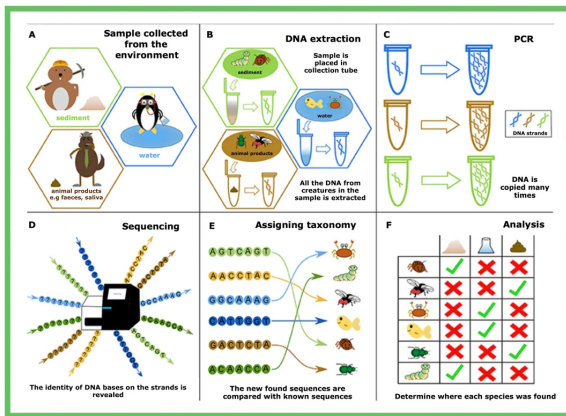 A
Sample collected
from the
environment
sediment
water
animal products
e.g faeces, saliva
B
DNA extraction
Sample is
placed in
collection tube
sediment
water
animal products
All the DNA from
creatures in the
sample is extracted
C
PCR
DNA strands
DNA is
copied many
times
D
Sequencing
AGTCAGT
The identity of DNA bases on the strands is
revealed
E
Assigning taxonomy
AGTCAGT
AACCTAC
GGCAAAG
CATTGGT
GACTCTA
ACAACCA
The new found sequences are
compared with known sequences
F
Analysis
Determine where each species was found